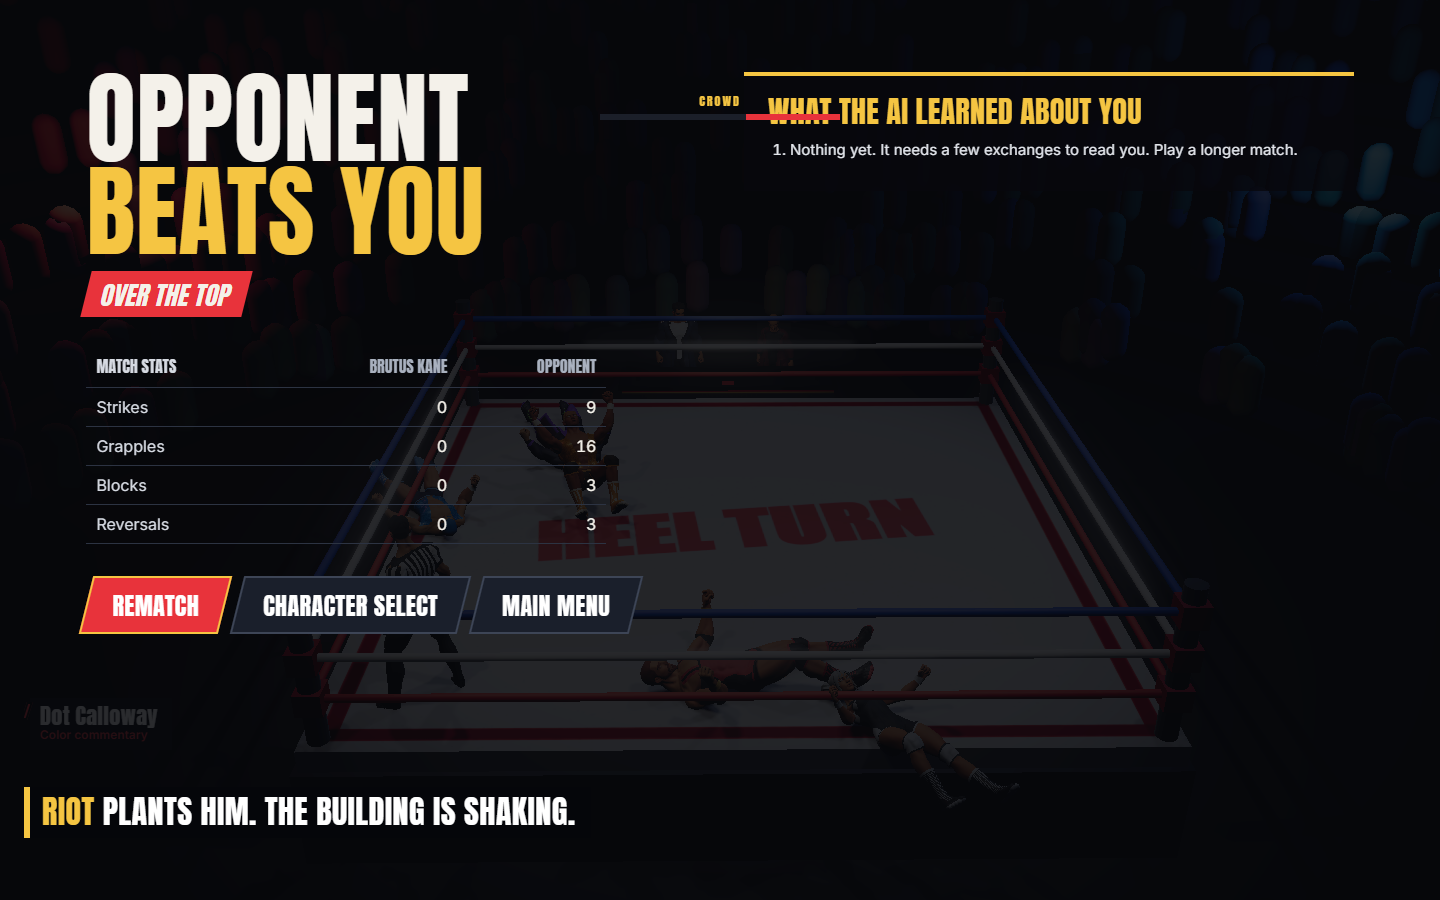 OPPONENT
BEATS YOU
OVER THE TOP
CROWD
WHAT THE AI LEARNED ABOUT YOU
1. Nothing yet. It needs a few exchanges to read you. Play a longer match.
MATCH STATS BRUTUS KANE OPPONENT
Strikes 0 9
Grapples 0 16
Blocks 0 3
Reversals 0 3
HEEL TURN
REMATCH CHARACTER SELECT MAIN MENU
Dot Calloway
Color commentary
RIOT PLANTS HIM. THE BUILDING IS SHAKING.